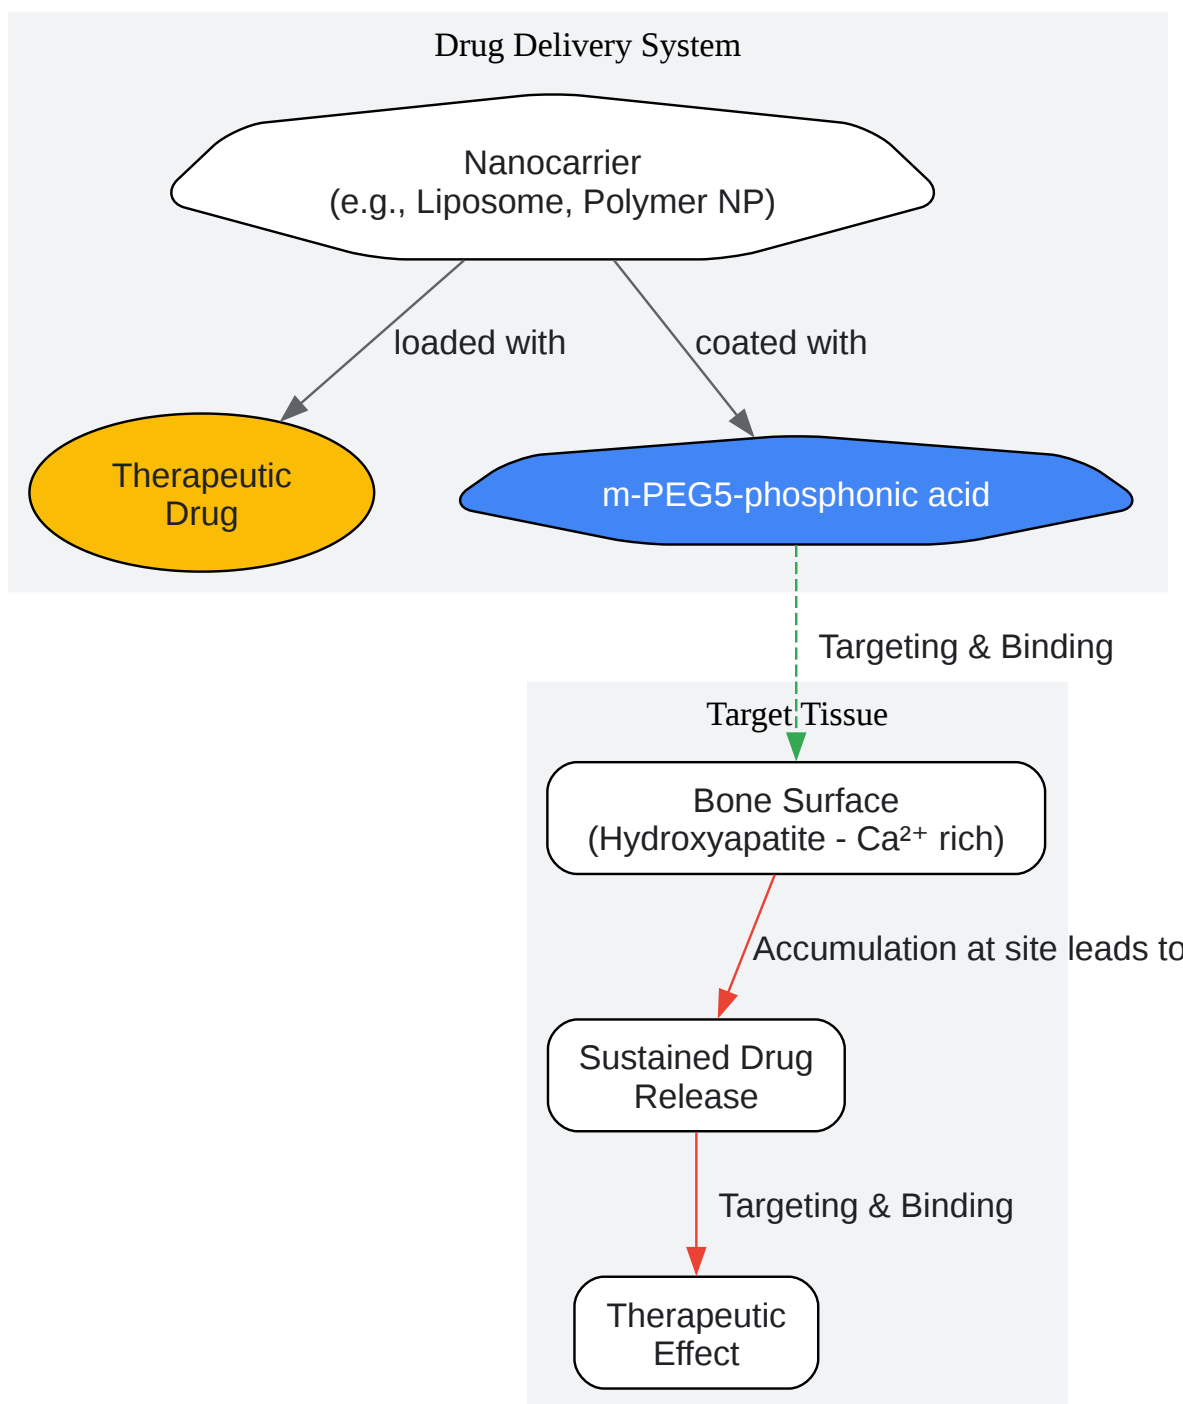 Drug Delivery System
Nanocarrier
(e.g., Liposome, Polymer NP)
loaded with
coated with
Therapeutic
Drug
m-PEG5-phosphonic acid
Targeting & Binding
Target Tissue
Bone Surface
(Hydroxyapatite - Ca²⁺ rich)
Accumulation at site leads to
Sustained Drug
Release
Targeting & Binding
Therapeutic
Effect